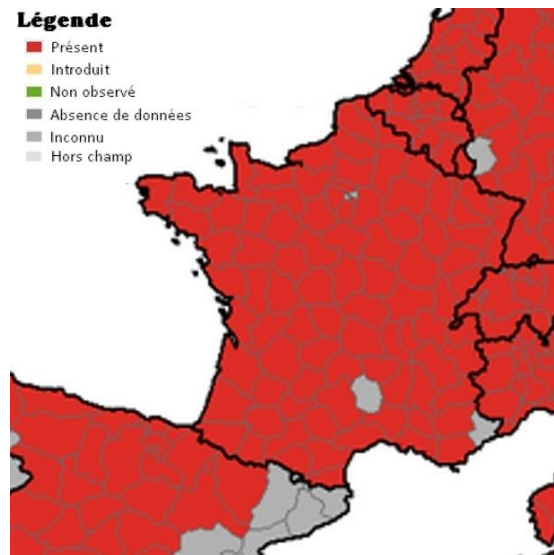 Légende
Présent
Introduit
Non observé
Absence de données
Inconnu
Hors champ